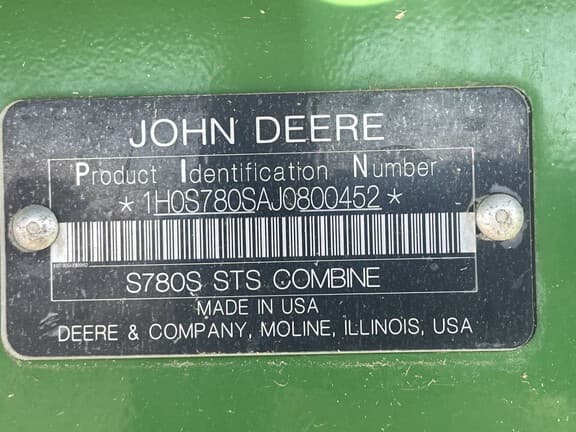 JOHN DEERE
Product Identification Number
*1H0S780SAJ0800452*
S780S STS COMBINE
MADE IN USA
DEERE & COMPANY, MOLINE, ILLINOIS, USA